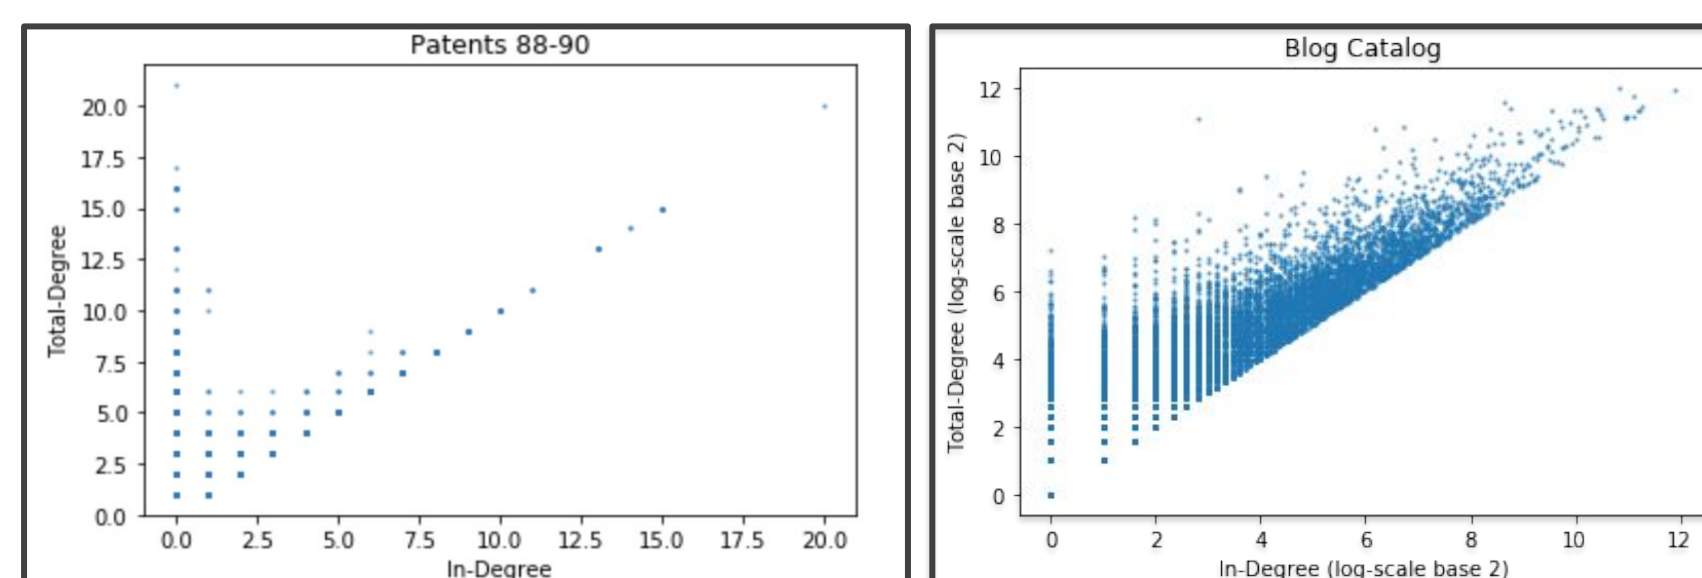 Patents 88-90
Total-Degree
20.0
17.5
15.0
12.5
10.0
7.5
5.0
2.5
0.0
0.0 2.5 5.0 7.5 10.0 12.5 15.0 17.5 20.0
In-Degree
Blog Catalog
Total-Degree (log-scale base 2)
12
10
8
6
4
2
0
0 2 4 6 8 10 12
In-Degree (log-scale base 2)